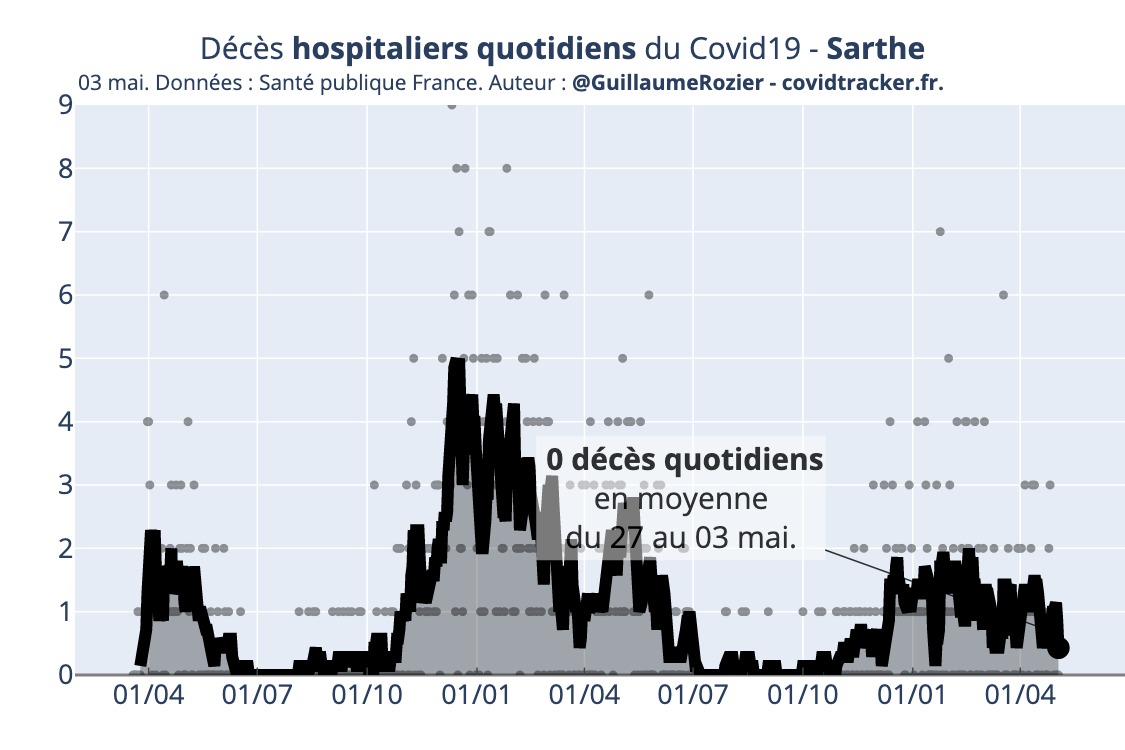 Décès hospitaliers quotidiens du Covid19 - Sarthe
03 mai. Données : Santé publique France. Auteur : @GuillaumeRozier - covidtracker.fr.
9
8
7
6
5
4
3
2
1
0
0 décès quotidiens
en moyenne
du 27 au 03 mai.
01/04 01/07 01/10 01/01 01/04 01/07 01/10 01/01 01/04